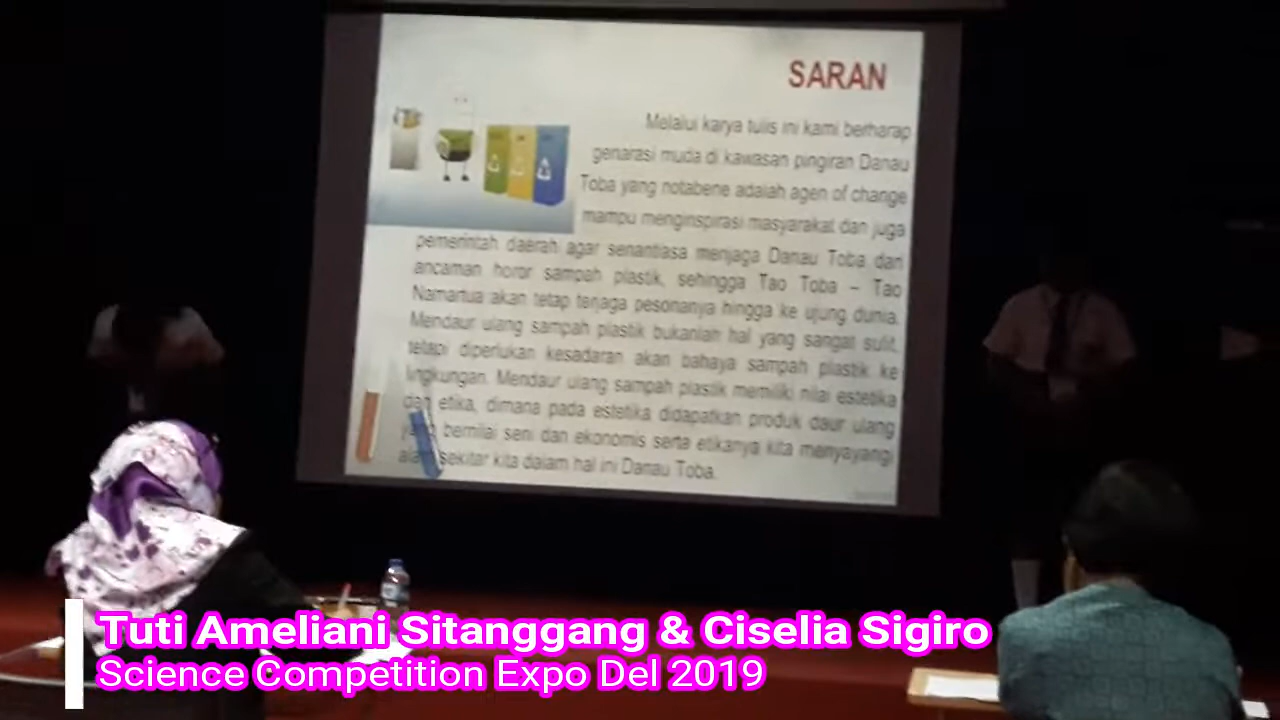 SARAN
Melalui karya tulis ini kami berharap
genarasi muda di kawasan pingiran Danau
Toba yang notabene adalah agen of change
mampu menginspirasi masyarakat dan juga
pemerintah daerah agar senantiasa menjaga Danau Toba dari
ancaman horor sampah plastik, sehingga Tao Toba – Tao
Namartua akan tetap terjaga pesonanya hingga ke ujung dunia.
Mendaur ulang sampah plastik bukanlah hal yang sangat sulit,
tetapi diperlukan kesadaran akan bahaya sampah plastik ke
lingkungan. Mendaur ulang sampah plastik memiliki nilai estetika
dan etika, dimana pada estetika didapatkan produk daur ulang
yang bernilai seni dan ekonomis serta etikanya kita menyayangi
alam sekitar kita dalam hal ini Danau Toba.
Tuti Ameliani Sitanggang & Ciselia Sigiro
Science Competition Expo Del 2019